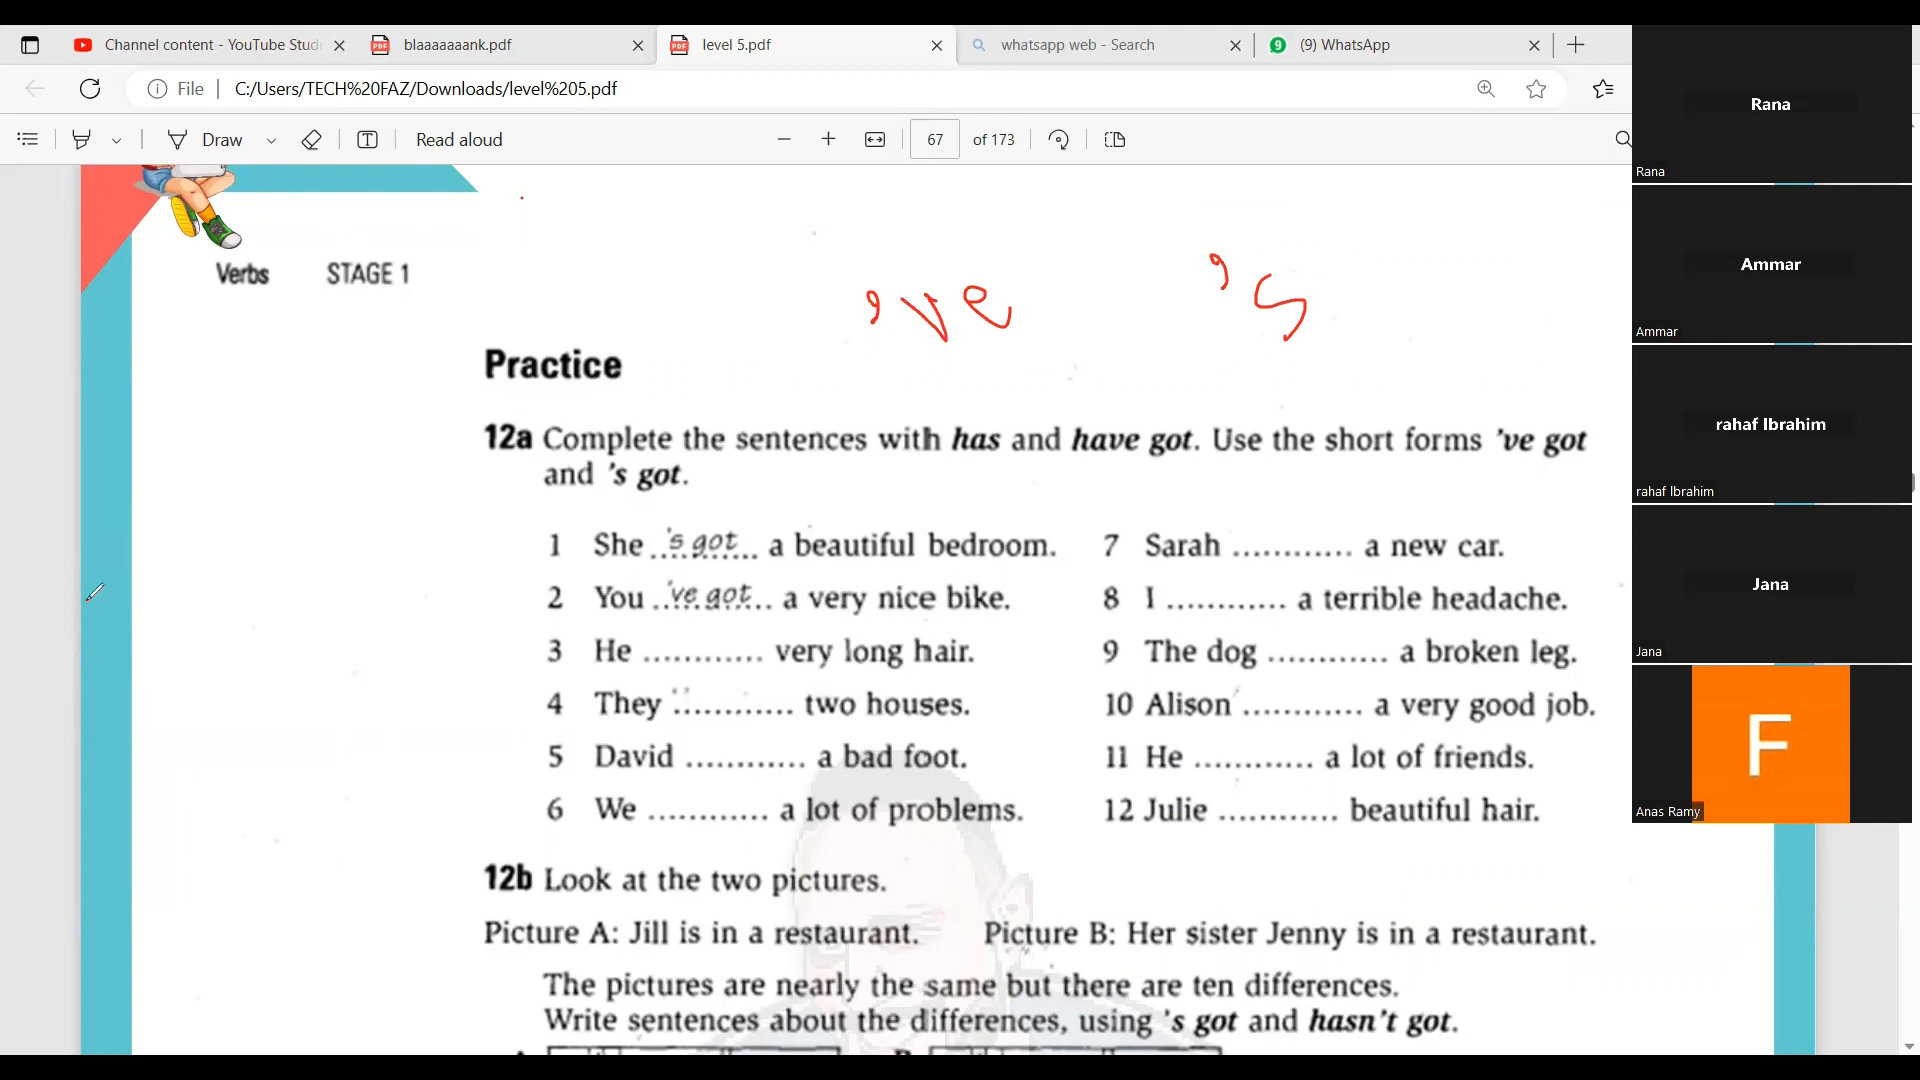 Channel content - YouTube Studi
blaaaaaaank.pdf
level 5.pdf
whatsapp web - Search
9
(9) WhatsApp
File
C:/Users/TECH%20FAZ/Downloads/level%205.pdf
Draw
Read aloud
67
of 173
Verbs STAGE 1
've 's
Practice
12a Complete the sentences with has and have got. Use the short forms 've got
and 's got.
1 She ..'s got.. a beautiful bedroom.
2 You ..'ve got.. a very nice bike.
3 He ............ very long hair.
4 They ............ two houses.
5 David ............ a bad foot.
6 We ............ a lot of problems.
7 Sarah ............ a new car.
8 I ............ a terrible headache.
9 The dog ............ a broken leg.
10 Alison ............ a very good job.
11 He ............ a lot of friends.
12 Julie ............ beautiful hair.
12b Look at the two pictures.
Picture A: Jill is in a restaurant. Picture B: Her sister Jenny is in a restaurant.
The pictures are nearly the same but there are ten differences.
Write sentences about the differences, using 's got and hasn't got.
Rana
Rana
Ammar
Ammar
rahaf Ibrahim
rahaf Ibrahim
Jana
Jana
F
Anas Ramy